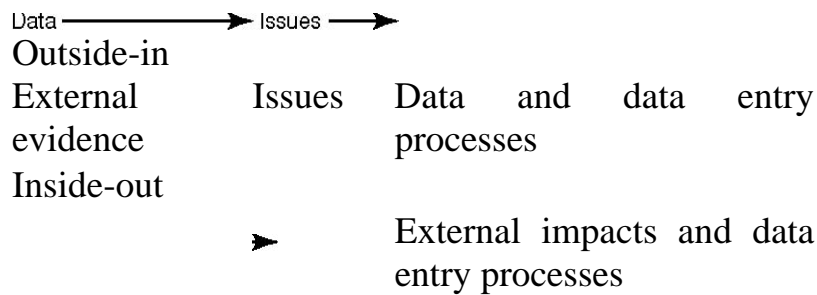 Data Issues
Outside-in
External Issues Data and data entry
evidence processes
Inside-out
External impacts and data
entry processes